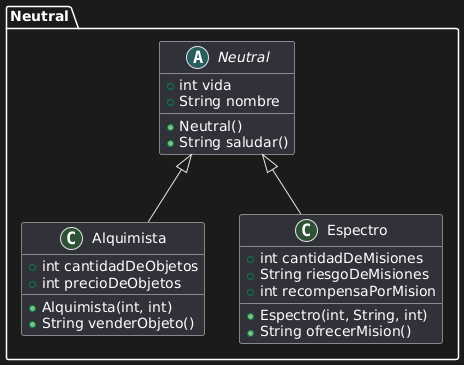 Neutral
A Neutral
int vida
String nombre
Neutral()
String saludar()
C Alquimista
int cantidadDeObjetos
int precioDeObjetos
Alquimista(int, int)
String venderObjeto()
C Espectro
int cantidadDeMisiones
String riesgoDeMisiones
int recompensaPorMision
Espectro(int, String, int)
String ofrecerMision()